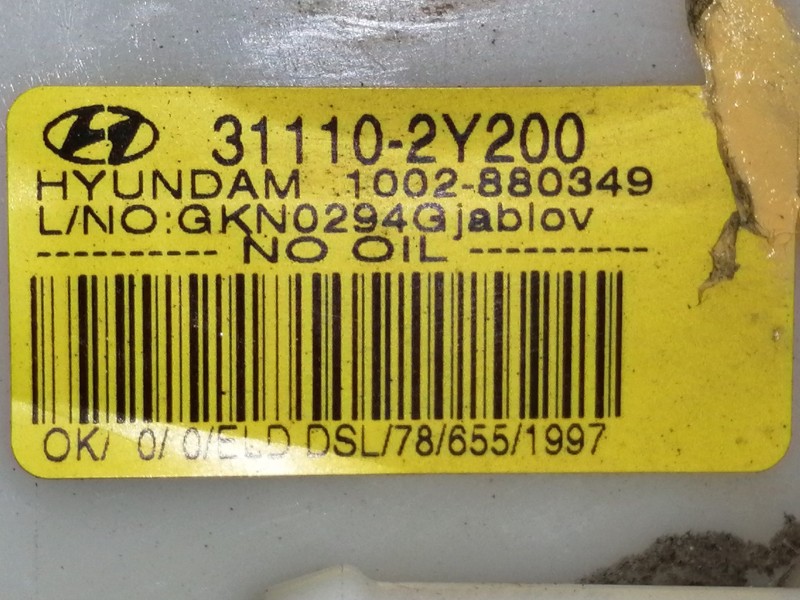 31110-2Y200
HYUNDAM 1002-880349
L/NO:GKN0294Gjablov
---------- NO OIL ----------
OK/ 0/ 0/ELD DSL/78/655/1997